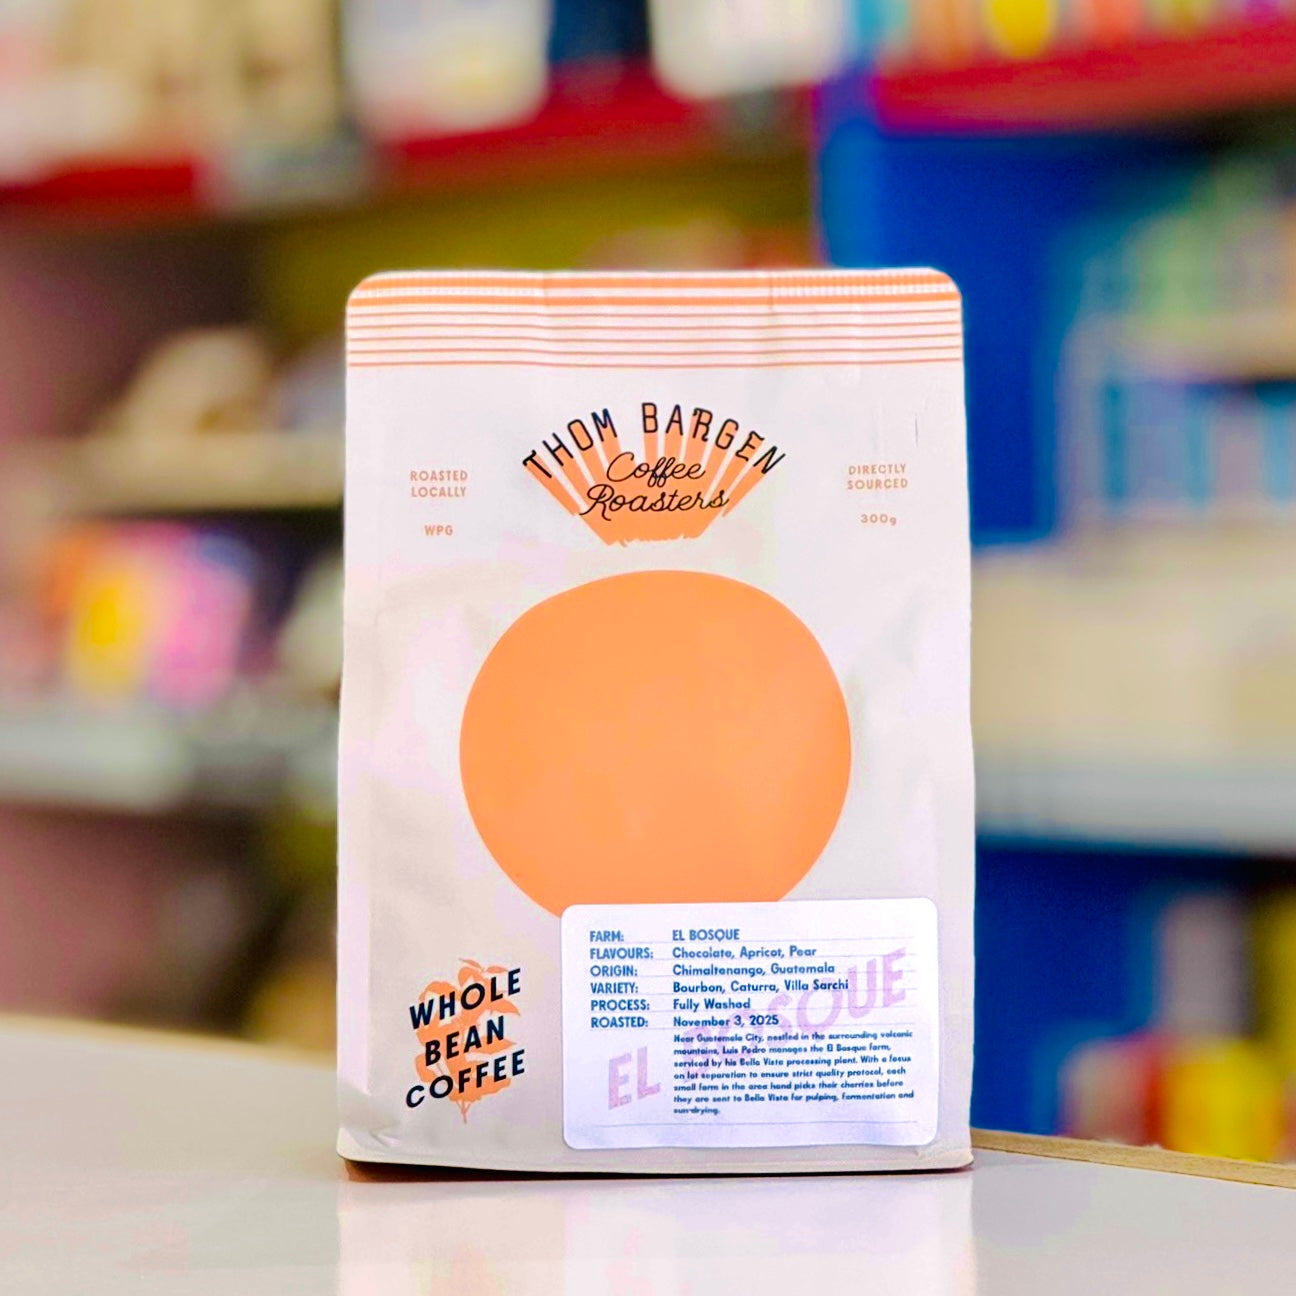 THOM BARGEN
Coffee
Roasters
ROASTED
LOCALLY
WPG
DIRECTLY
SOURCED
300g
WHOLE
BEAN
COFFEE
EL BOSQUE
FARM: EL BOSQUE
FLAVOURS: Chocolate, Apricot, Pear
ORIGIN: Chimaltenango, Guatemala
VARIETY: Bourbon, Caturra, Villa Sarchi
PROCESS: Fully Washed
ROASTED: November 3, 2025
Near Guatemala City, nestled in the surrounding volcanic
mountains, Luis Pedro manages the El Bosque farm,
serviced by his Bella Vista processing plant. With a focus
on lot separation to ensure strict quality protocol, each
small farm in the area hand picks their cherries before
they are sent to Bella Vista for pulping, fermentation and
sun-drying.